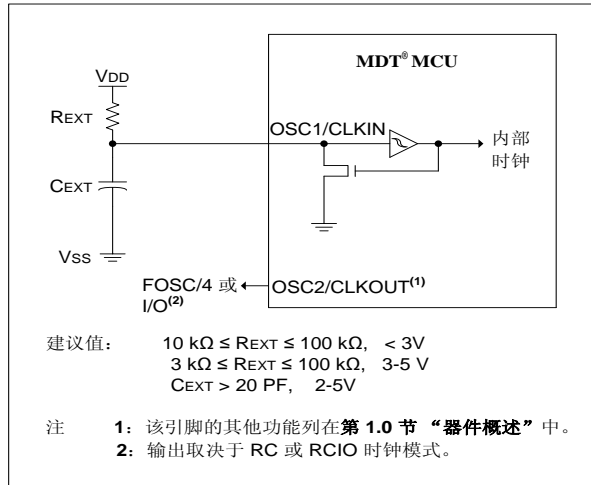 MDT® MCU
VDD
REXT
OSC1/CLKIN
内部
时钟
CEXT
VSS
FOSC/4 或
I/O(2)
OSC2/CLKOUT(1)
建议值： 10 kΩ ≤ REXT ≤ 100 kΩ, < 3V
3 kΩ ≤ REXT ≤ 100 kΩ, 3-5 V
CEXT > 20 PF, 2-5V
注 1：该引脚的其他功能列在第 1.0 节 “器件概述”中。
2：输出取决于 RC 或 RCIO 时钟模式。